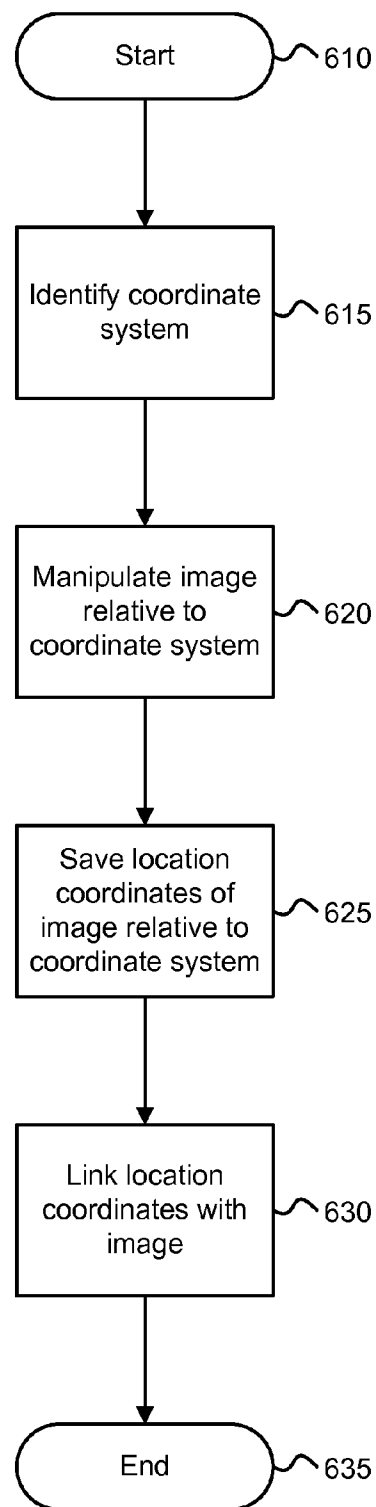 Start
610
Identify coordinate
system
615
Manipulate image
relative to
coordinate system
620
Save location
coordinates of
image relative to
coordinate system
625
Link location
coordinates with
image
630
End
635